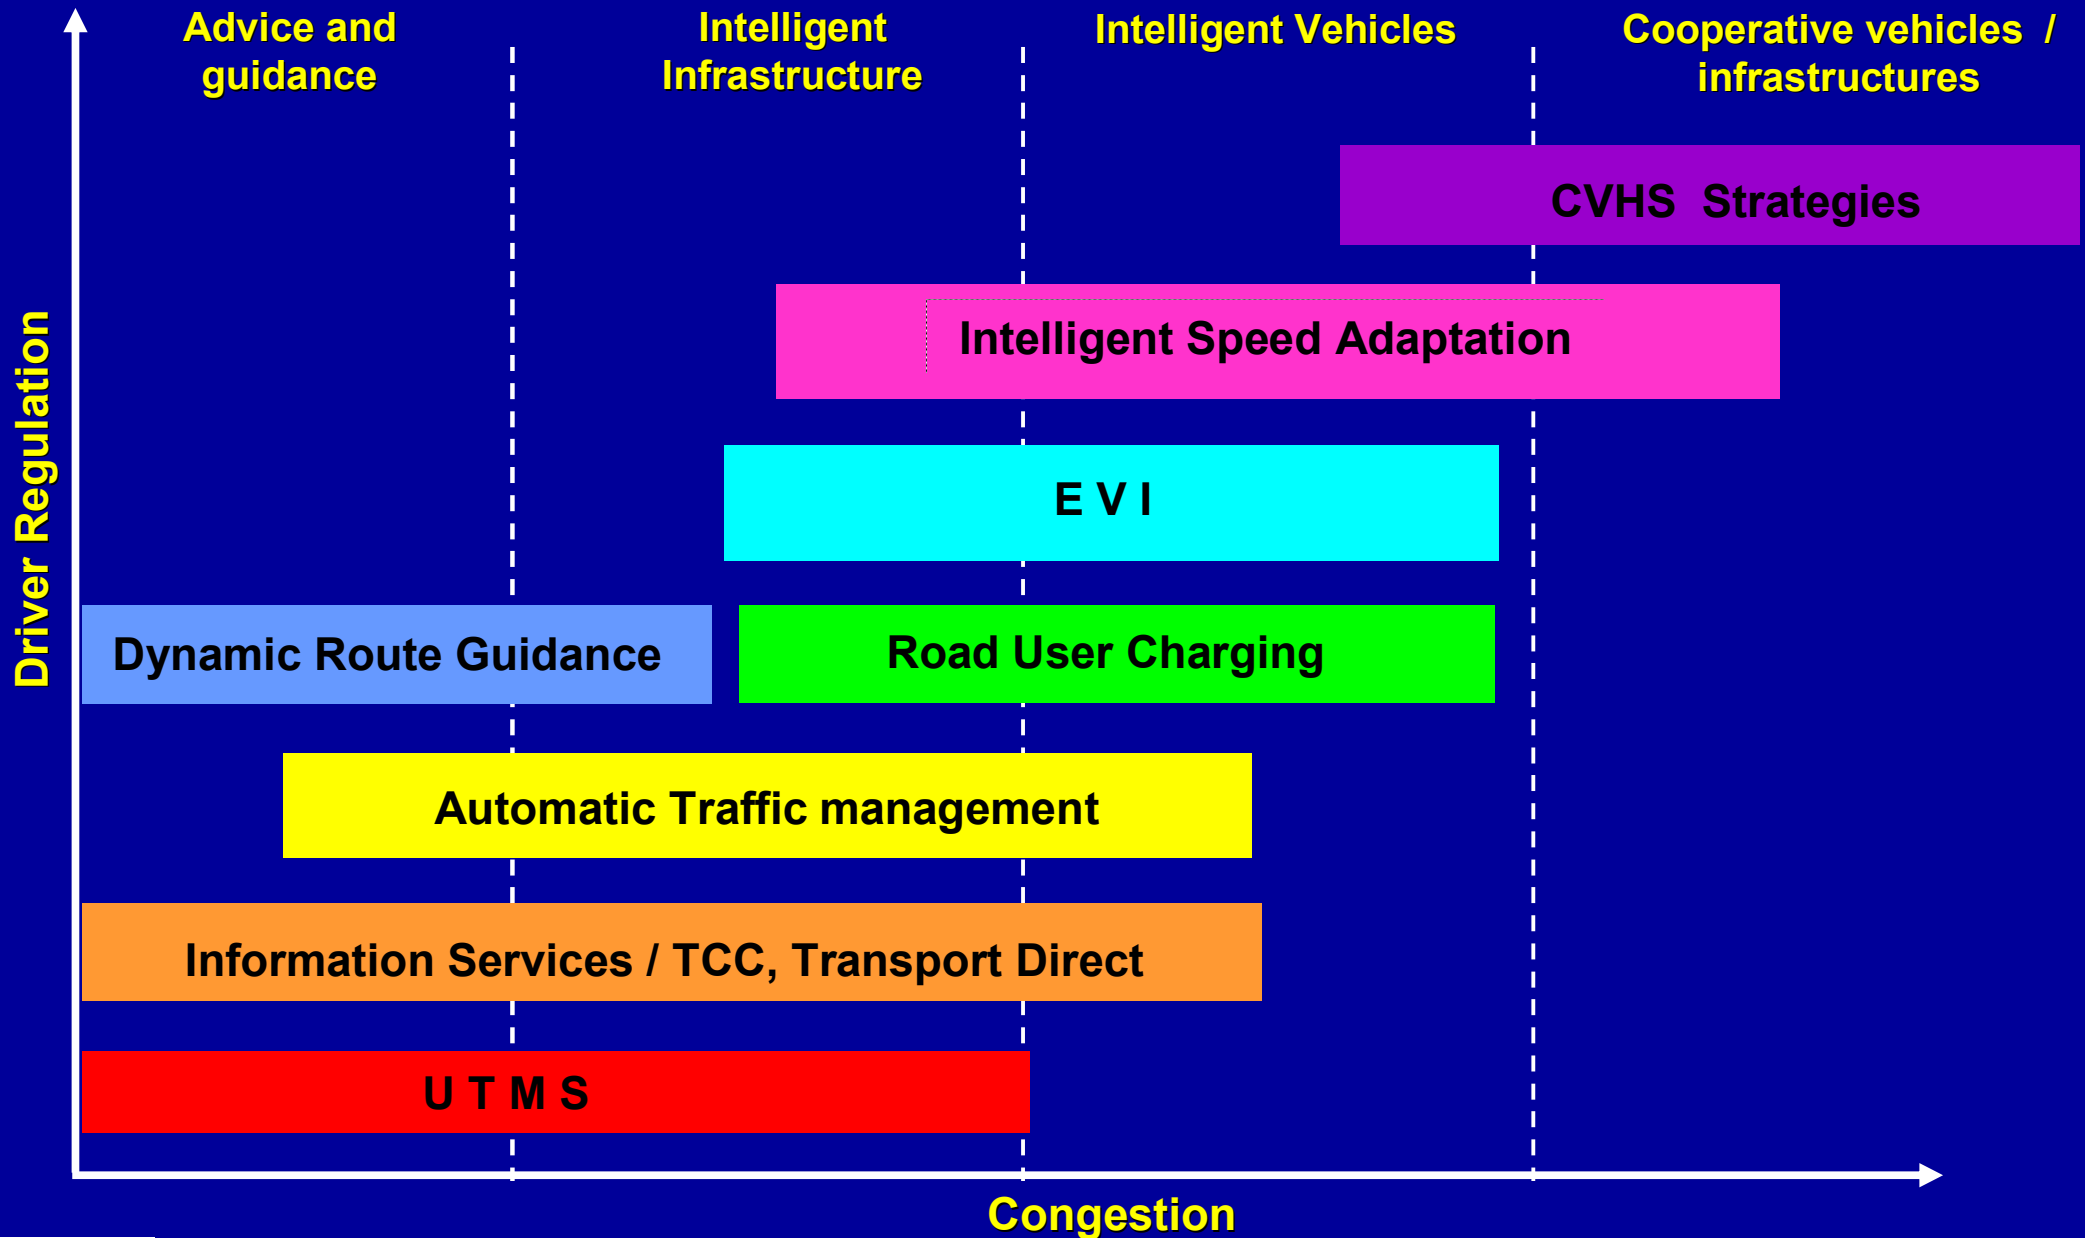 Advice and
guidance
Intelligent
Infrastructure
Intelligent Vehicles
Cooperative vehicles /
infrastructures
CVHS Strategies
Intelligent Speed Adaptation
E V I
Driver Regulation
Dynamic Route Guidance
Road User Charging
Automatic Traffic management
Information Services / TCC, Transport Direct
U T M S
Congestion